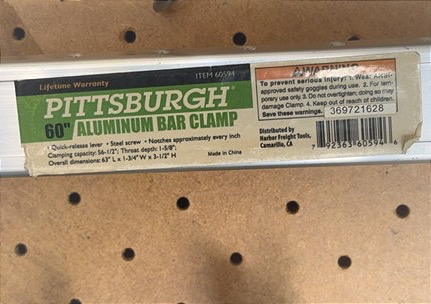 Lifetime Warranty
ITEM 60594
PITTSBURGH®
60" ALUMINUM BAR CLAMP
• Quick-release lever • Steel screw • Notches approximately every inch
Clamping capacity: 56-1/2"; Throat depth: 1-5/8";
Overall dimensions: 63" L x 1-3/4" W x 3-1/2" H
Made in China
⚠WARNING
To prevent serious injury: 1. Wear ANSI-
approved safety goggles during use. 2. For tem-
porary use only. 3. Do not overtighten; doing so may
damage Clamp. 4. Keep out of reach of children.
Save these warnings.
369721628
Distributed by
Harbor Freight Tools,
Camarillo, CA
7 92363 60594 6